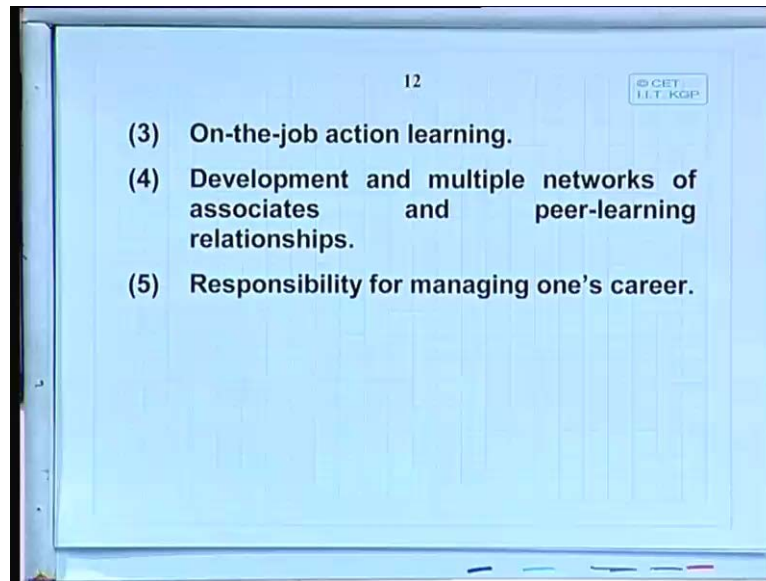 12
© CET
I.I.T. KGP
(3) On-the-job action learning.
(4) Development and multiple networks of
associates and peer-learning
relationships.
(5) Responsibility for managing one's career.